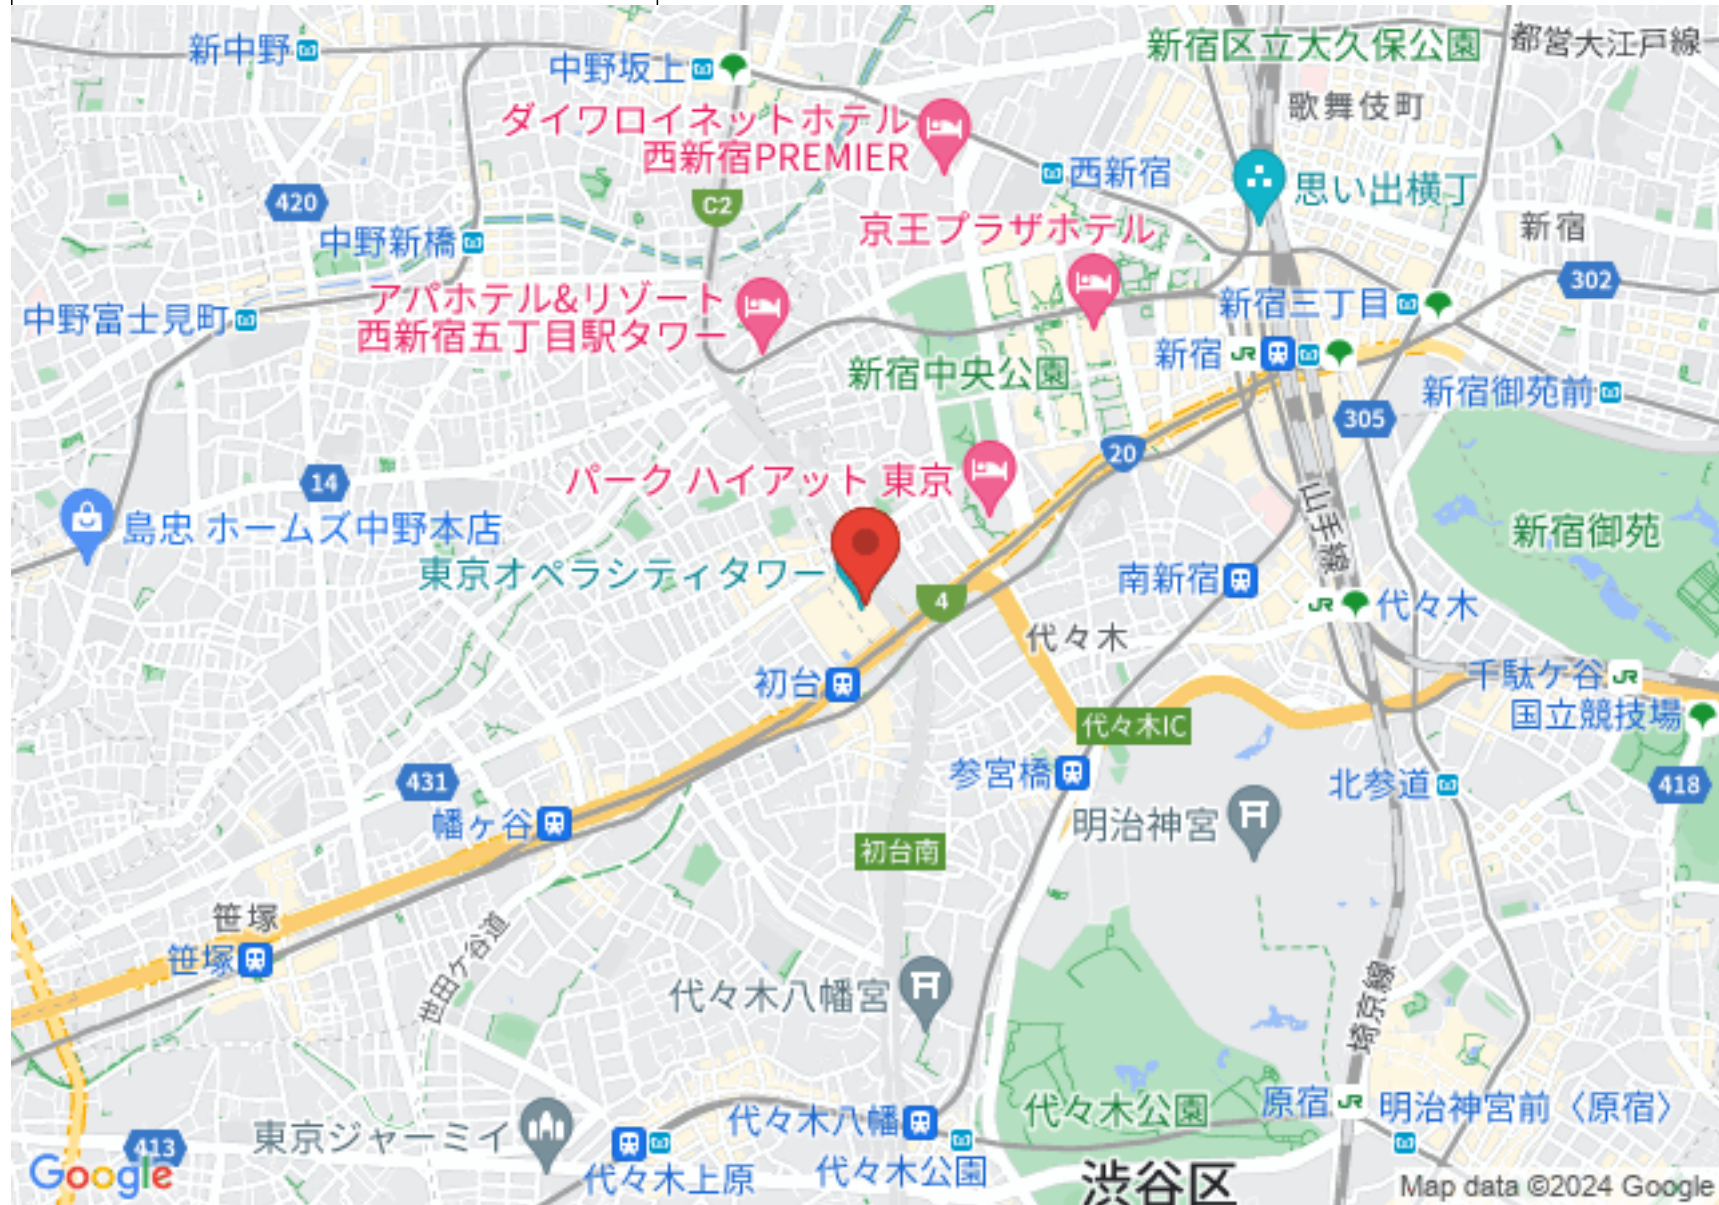 新中野
中野坂上
新宿区立大久保公園
都営大江戸線
歌舞伎町
ダイワロイネットホテル
西新宿PREMIER
西新宿
思い出横丁
420
C2
京王プラザホテル
新宿
中野新橋
302
アパホテル&リゾート
西新宿五丁目駅タワー
中野富士見町
新宿三丁目
新宿
JR
新宿中央公園
新宿御苑前
305
20
14
パーク ハイアット 東京
山手線
島忠 ホームズ中野本店
新宿御苑
東京オペラシティタワー
4
南新宿
JR
代々木
代々木
初台
千駄ケ谷
JR
国立競技場
代々木IC
431
参宮橋
北参道
418
幡ヶ谷
明治神宮
初台南
笹塚
笹塚
世田ケ谷道
代々木八幡宮
埼京線
代々木公園
原宿
JR
明治神宮前〈原宿〉
東京ジャーミイ
代々木八幡
413
代々木上原
代々木公園
渋谷区
Google
Map data ©2024 Google